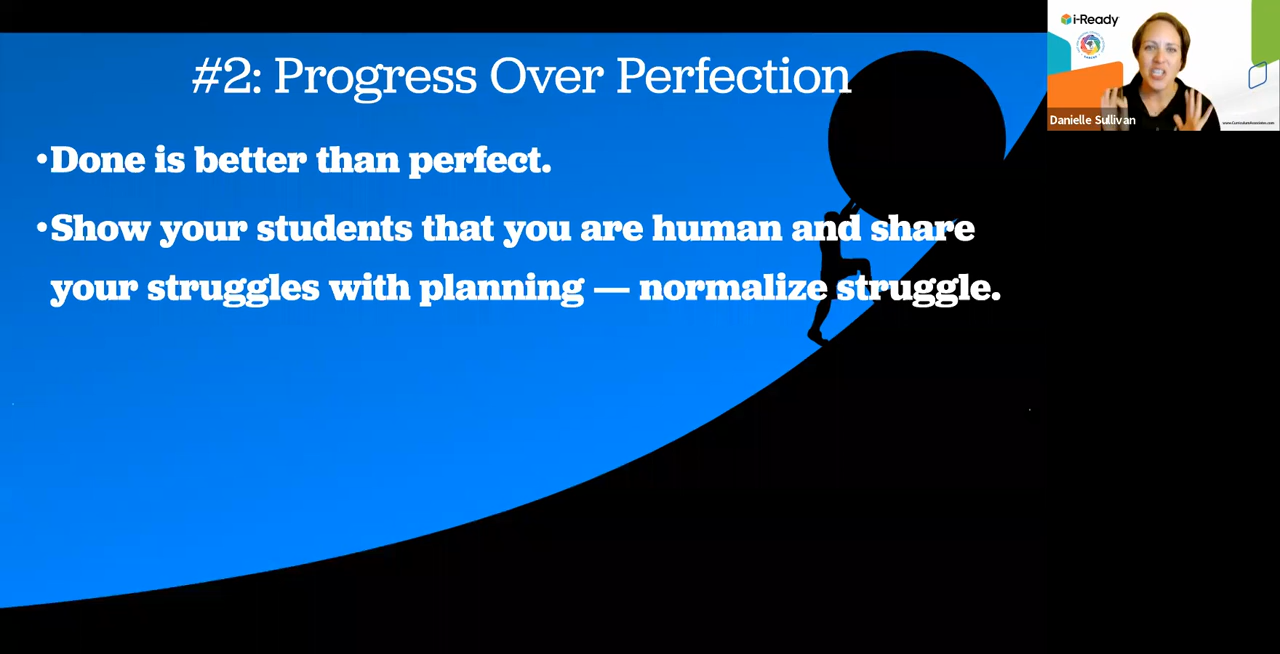 #2: Progress Over Perfection
•Done is better than perfect.
•Show your students that you are human and share
your struggles with planning — normalize struggle.
i-Ready
Danielle Sullivan